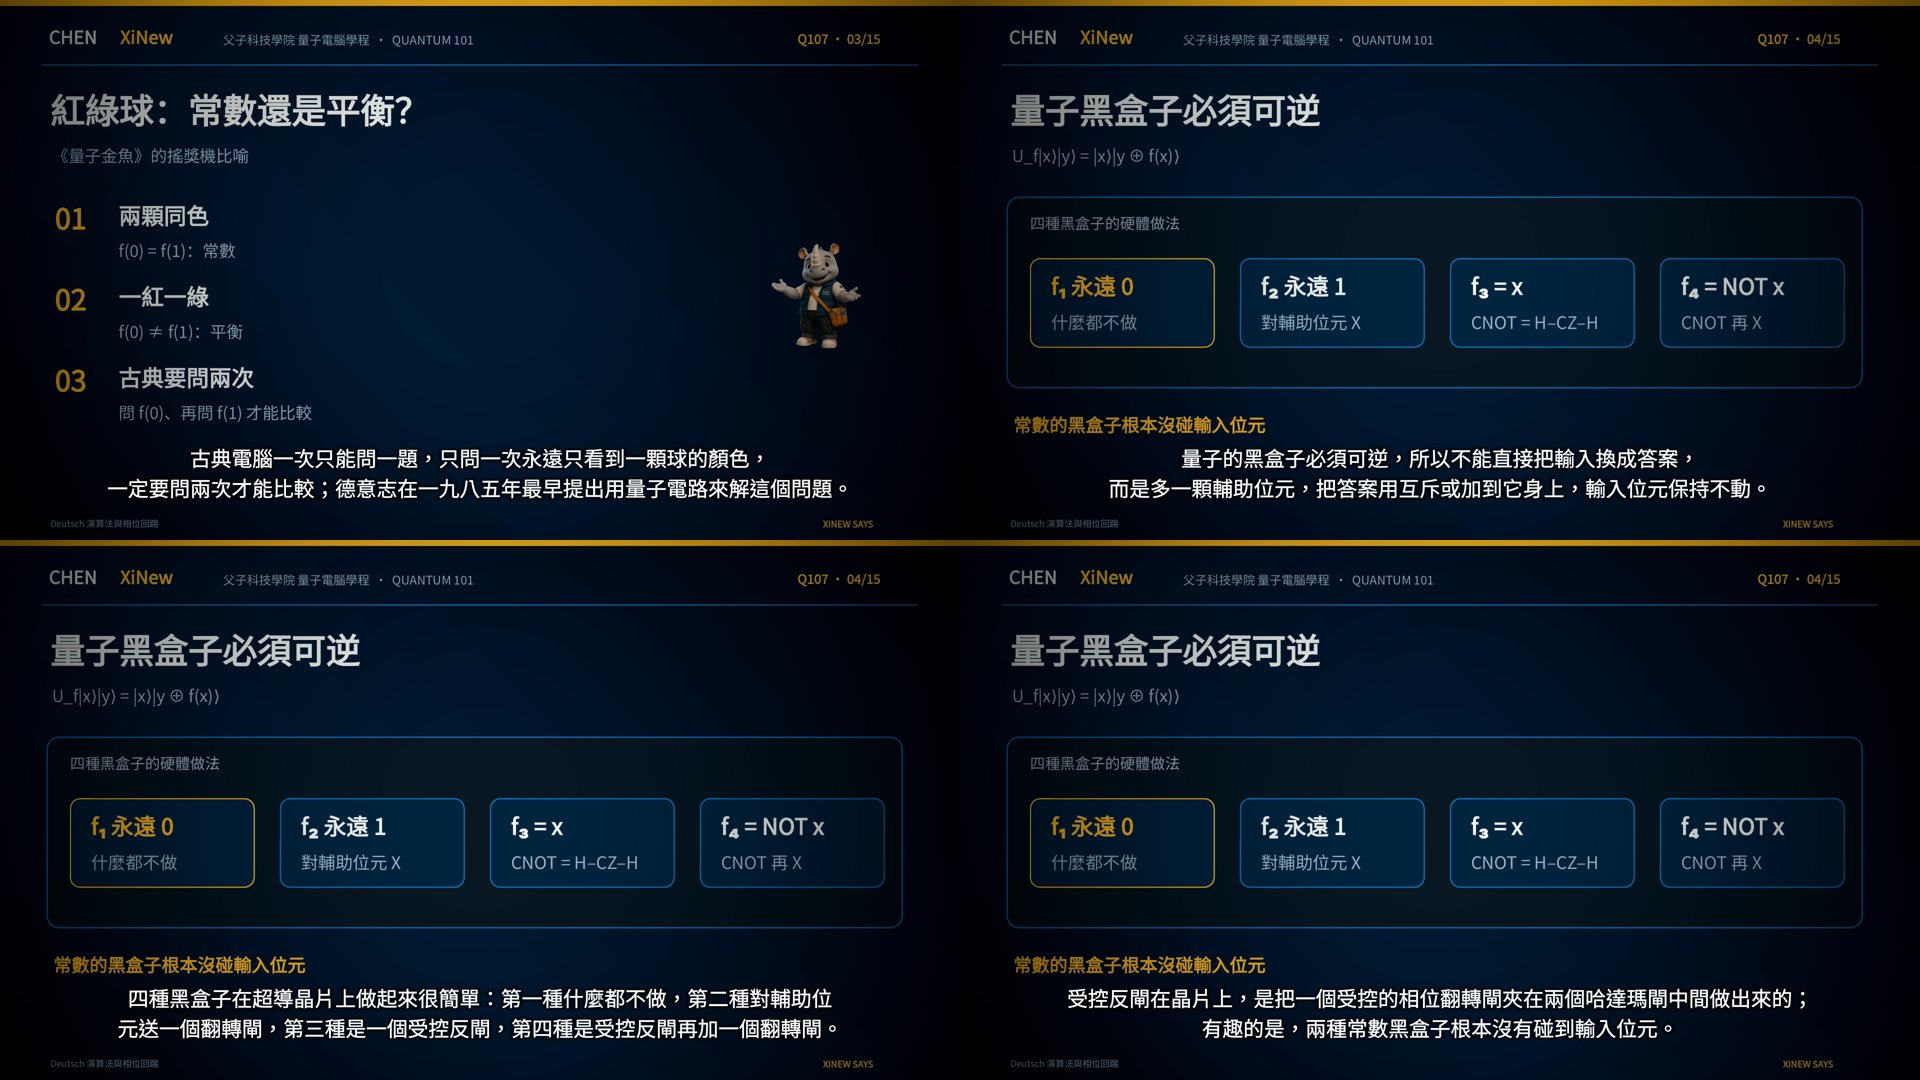 CHEN XiNew 父子科技學院 量子電腦學程 · QUANTUM 101 Q107 · 03/15
紅綠球：常數還是平衡?
《量子金魚》的搖獎機比喻
01 兩顆同色
f(0) = f(1)：常數
02 一紅一綠
f(0) ≠ f(1)：平衡
03 古典要問兩次
問 f(0)、再問 f(1) 才能比較
古典電腦一次只能問一題，只問一次永遠只看到一顆球的顏色，
一定要問兩次才能比較；德意志在一九八五年最早提出用量子電路來解這個問題。
Deutsch 演算法與相位回踢 XINEW SAYS
CHEN XiNew 父子科技學院 量子電腦學程 · QUANTUM 101 Q107 · 04/15
量子黑盒子必須可逆
U_f|x⟩|y⟩ = |x⟩|y ⊕ f(x)⟩
四種黑盒子的硬體做法
f₁ 永遠 0
什麼都不做
f₂ 永遠 1
對輔助位元 X
f₃ = x
CNOT = H–CZ–H
f₄ = NOT x
CNOT 再 X
常數的黑盒子根本沒碰輸入位元
量子的黑盒子必須可逆，所以不能直接把輸入換成答案，
而是多一顆輔助位元，把答案用互斥或加到它身上，輸入位元保持不動。
Deutsch 演算法與相位回踢 XINEW SAYS
CHEN XiNew 父子科技學院 量子電腦學程 · QUANTUM 101 Q107 · 04/15
量子黑盒子必須可逆
U_f|x⟩|y⟩ = |x⟩|y ⊕ f(x)⟩
四種黑盒子的硬體做法
f₁ 永遠 0
什麼都不做
f₂ 永遠 1
對輔助位元 X
f₃ = x
CNOT = H–CZ–H
f₄ = NOT x
CNOT 再 X
常數的黑盒子根本沒碰輸入位元
四種黑盒子在超導晶片上做起來很簡單：第一種什麼都不做，第二種對輔助位
元送一個翻轉閘，第三種是一個受控反閘，第四種是受控反閘再加一個翻轉閘。
Deutsch 演算法與相位回踢 XINEW SAYS
CHEN XiNew 父子科技學院 量子電腦學程 · QUANTUM 101 Q107 · 04/15
量子黑盒子必須可逆
U_f|x⟩|y⟩ = |x⟩|y ⊕ f(x)⟩
四種黑盒子的硬體做法
f₁ 永遠 0
什麼都不做
f₂ 永遠 1
對輔助位元 X
f₃ = x
CNOT = H–CZ–H
f₄ = NOT x
CNOT 再 X
常數的黑盒子根本沒碰輸入位元
受控反閘在晶片上，是把一個受控的相位翻轉閘夾在兩個哈達瑪閘中間做出來的；
有趣的是，兩種常數黑盒子根本沒有碰到輸入位元。
Deutsch 演算法與相位回踢 XINEW SAYS